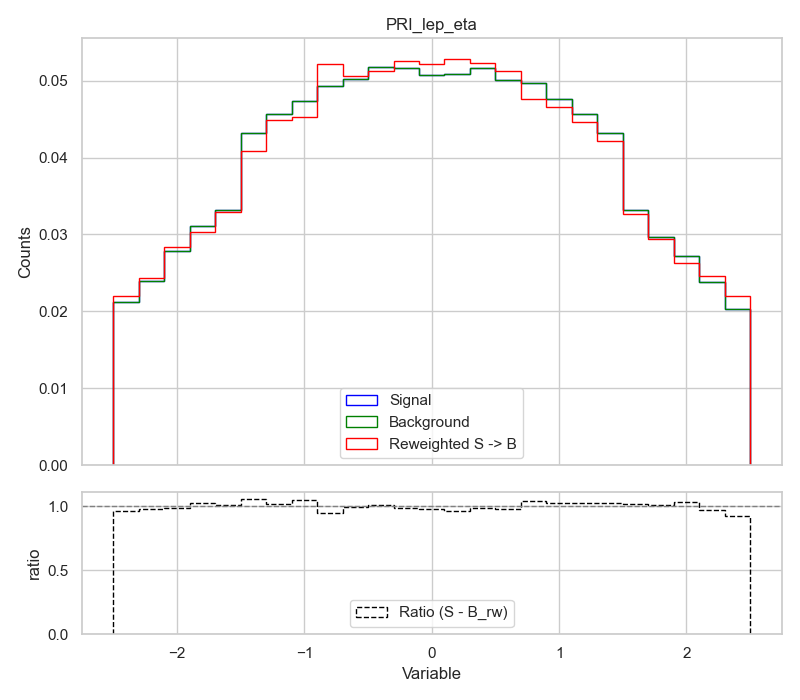 PRI_lep_eta
Counts
0.05
0.04
0.03
0.02
0.01
0.00
Signal
Background
Reweighted S -> B
ratio
1.0
0.5
0.0
Ratio (S - B_rw)
−2
−1
0
1
2
Variable